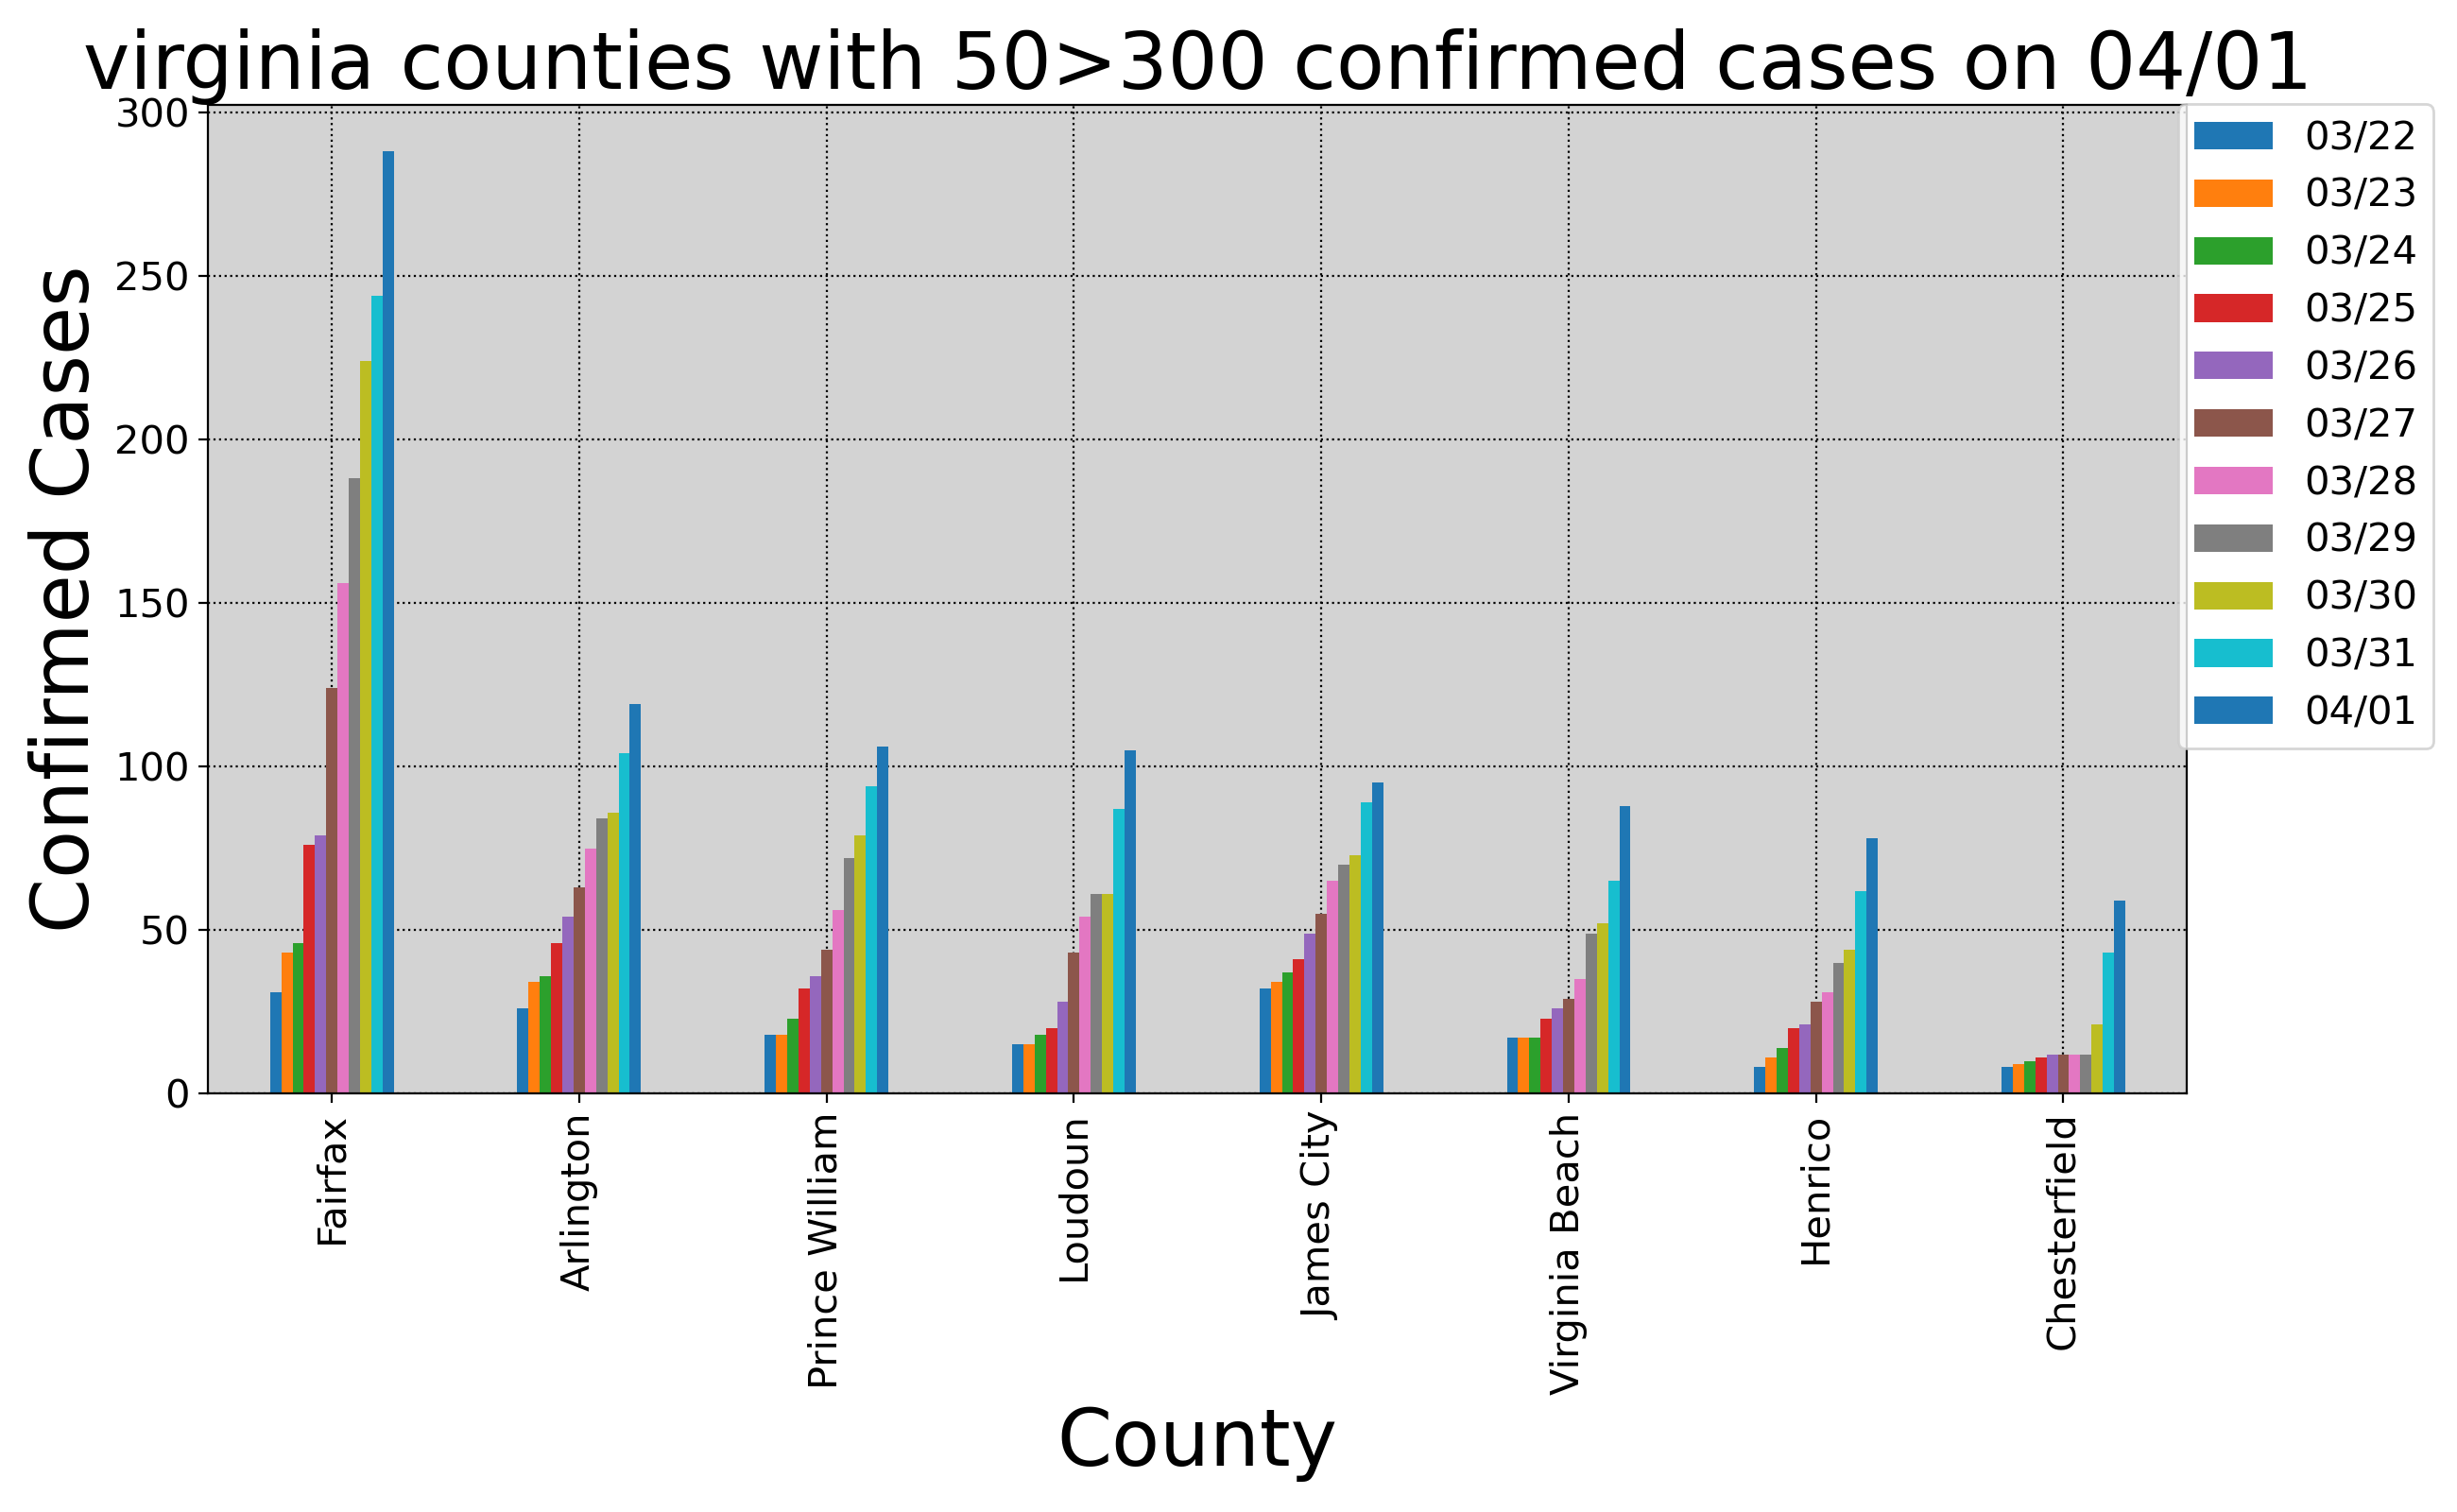 virginia counties with 50>300 confirmed cases on 04/01
Confirmed Cases
300
250
200
150
100
50
0
03/22
03/23
03/24
03/25
03/26
03/27
03/28
03/29
03/30
03/31
04/01
Fairfax
Arlington
Prince William
Loudoun
James City
Virginia Beach
Henrico
Chesterfield
County